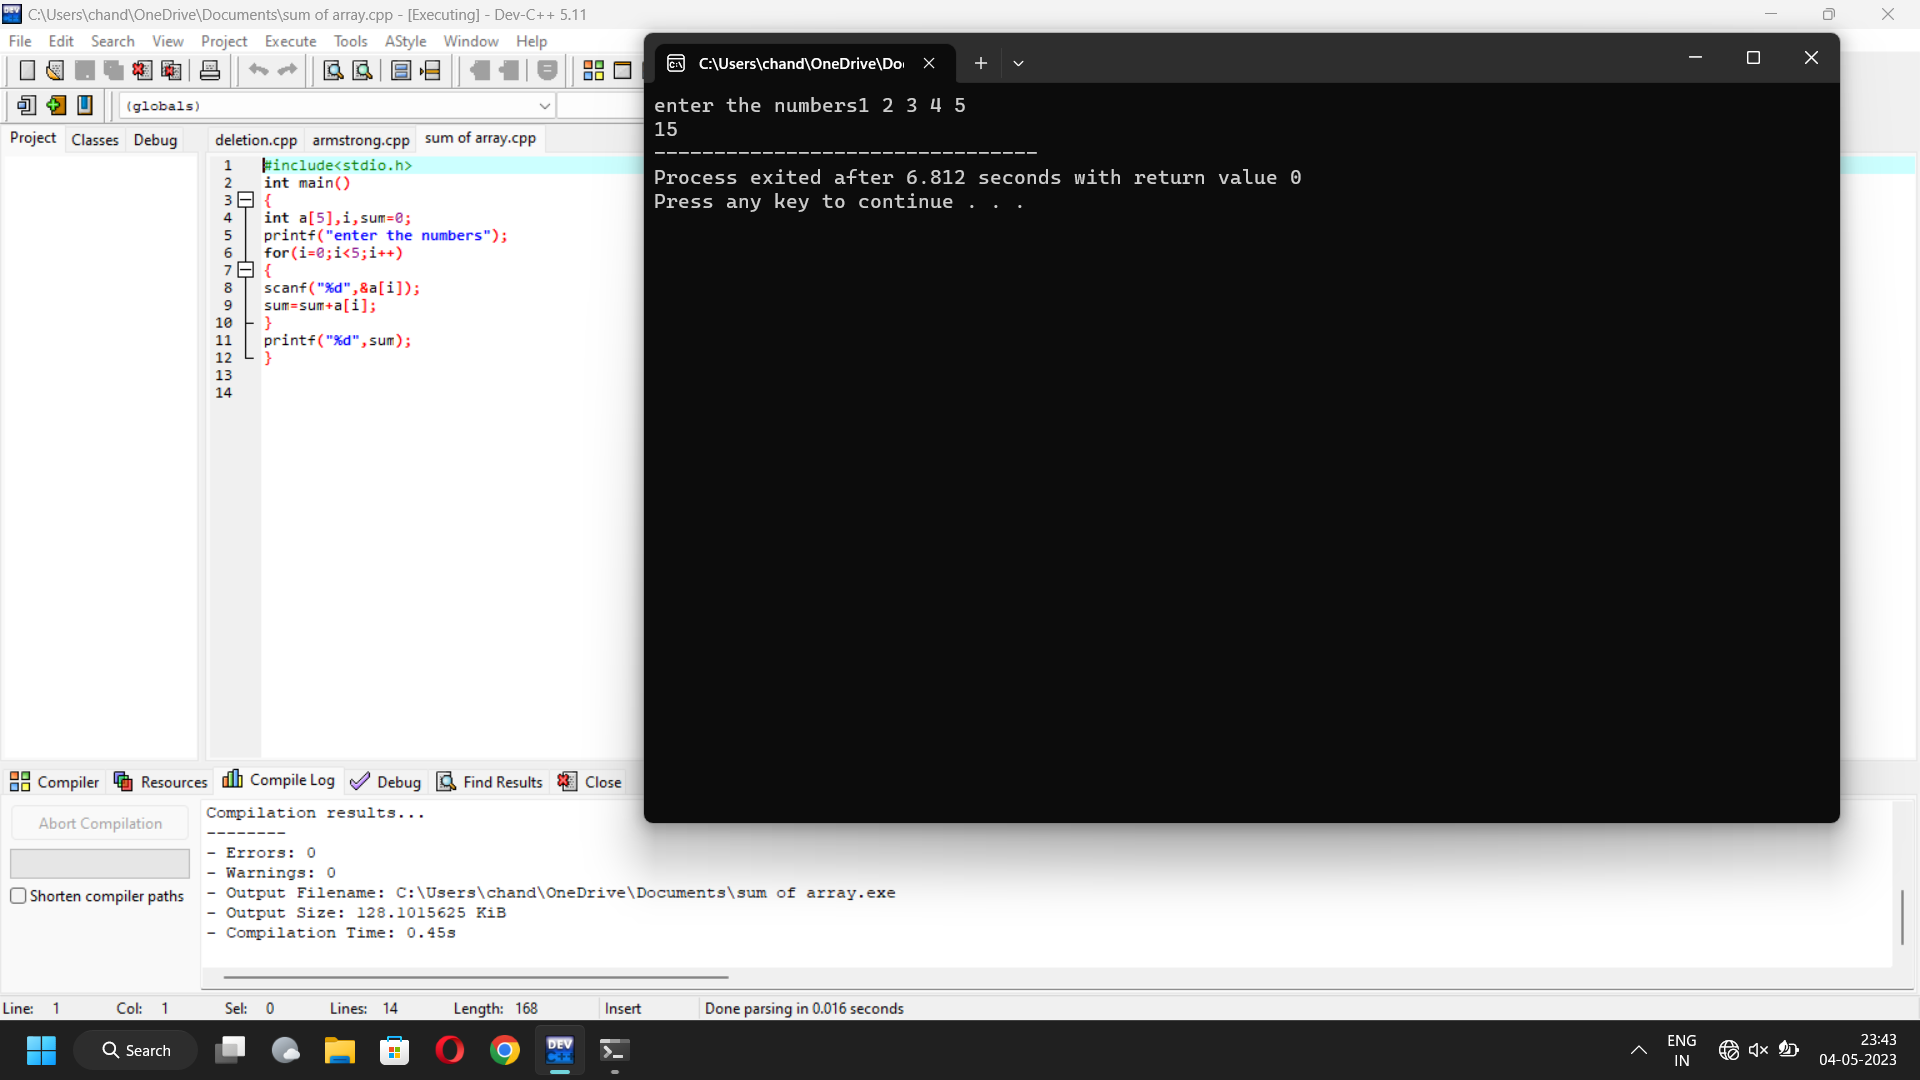 C:\Users\chand\OneDrive\Documents\sum of array.cpp - [Executing] - Dev-C++ 5.11
File Edit Search View Project Execute Tools AStyle Window Help
(globals)
Project Classes Debug
deletion.cpp armstrong.cpp sum of array.cpp
1 #include<stdio.h>
2 int main()
3 {
4 int a[5],i,sum=0;
5 printf("enter the numbers");
6 for(i=0;i<5;i++)
7 {
8 scanf("%d",&a[i]);
9 sum=sum+a[i];
10 }
11 printf("%d",sum);
12 }
13
14
C:\Users\chand\OneDrive\Do
enter the numbers1 2 3 4 5
15
--------------------------------
Process exited after 6.812 seconds with return value 0
Press any key to continue . . .
Compiler Resources Compile Log Debug Find Results Close
Abort Compilation
Shorten compiler paths
Compilation results...
--------
- Errors: 0
- Warnings: 0
- Output Filename: C:\Users\chand\OneDrive\Documents\sum of array.exe
- Output Size: 128.1015625 KiB
- Compilation Time: 0.45s
Line: 1 Col: 1 Sel: 0 Lines: 14 Length: 168 Insert Done parsing in 0.016 seconds
Search
DEV C++
ENG
IN
23:43
04-05-2023